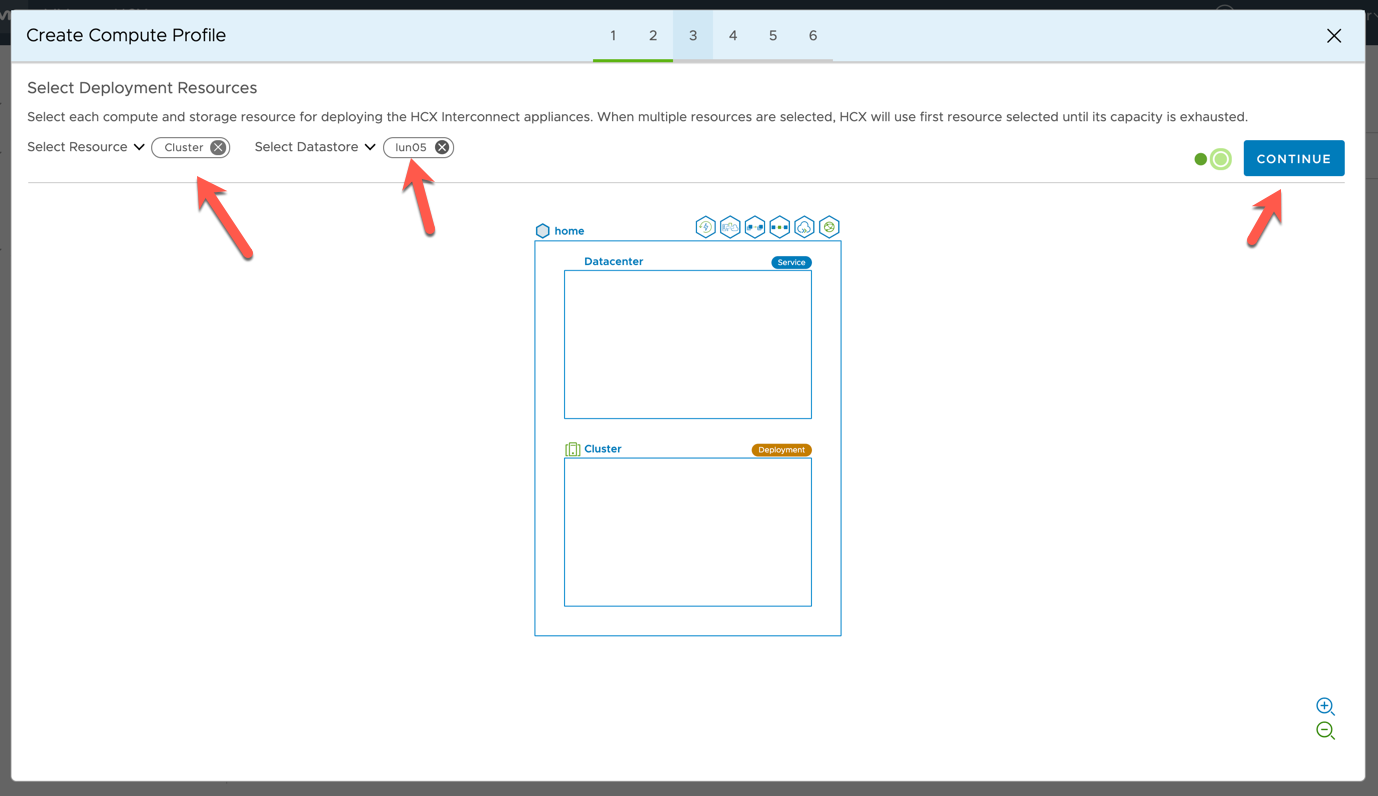 Create Compute Profile
1 2 3 4 5 6
Select Deployment Resources
Select each compute and storage resource for deploying the HCX Interconnect appliances. When multiple resources are selected, HCX will use first resource selected until its capacity is exhausted.
Select Resource Cluster Select Datastore lun05
CONTINUE
home
Datacenter Service
Cluster Deployment